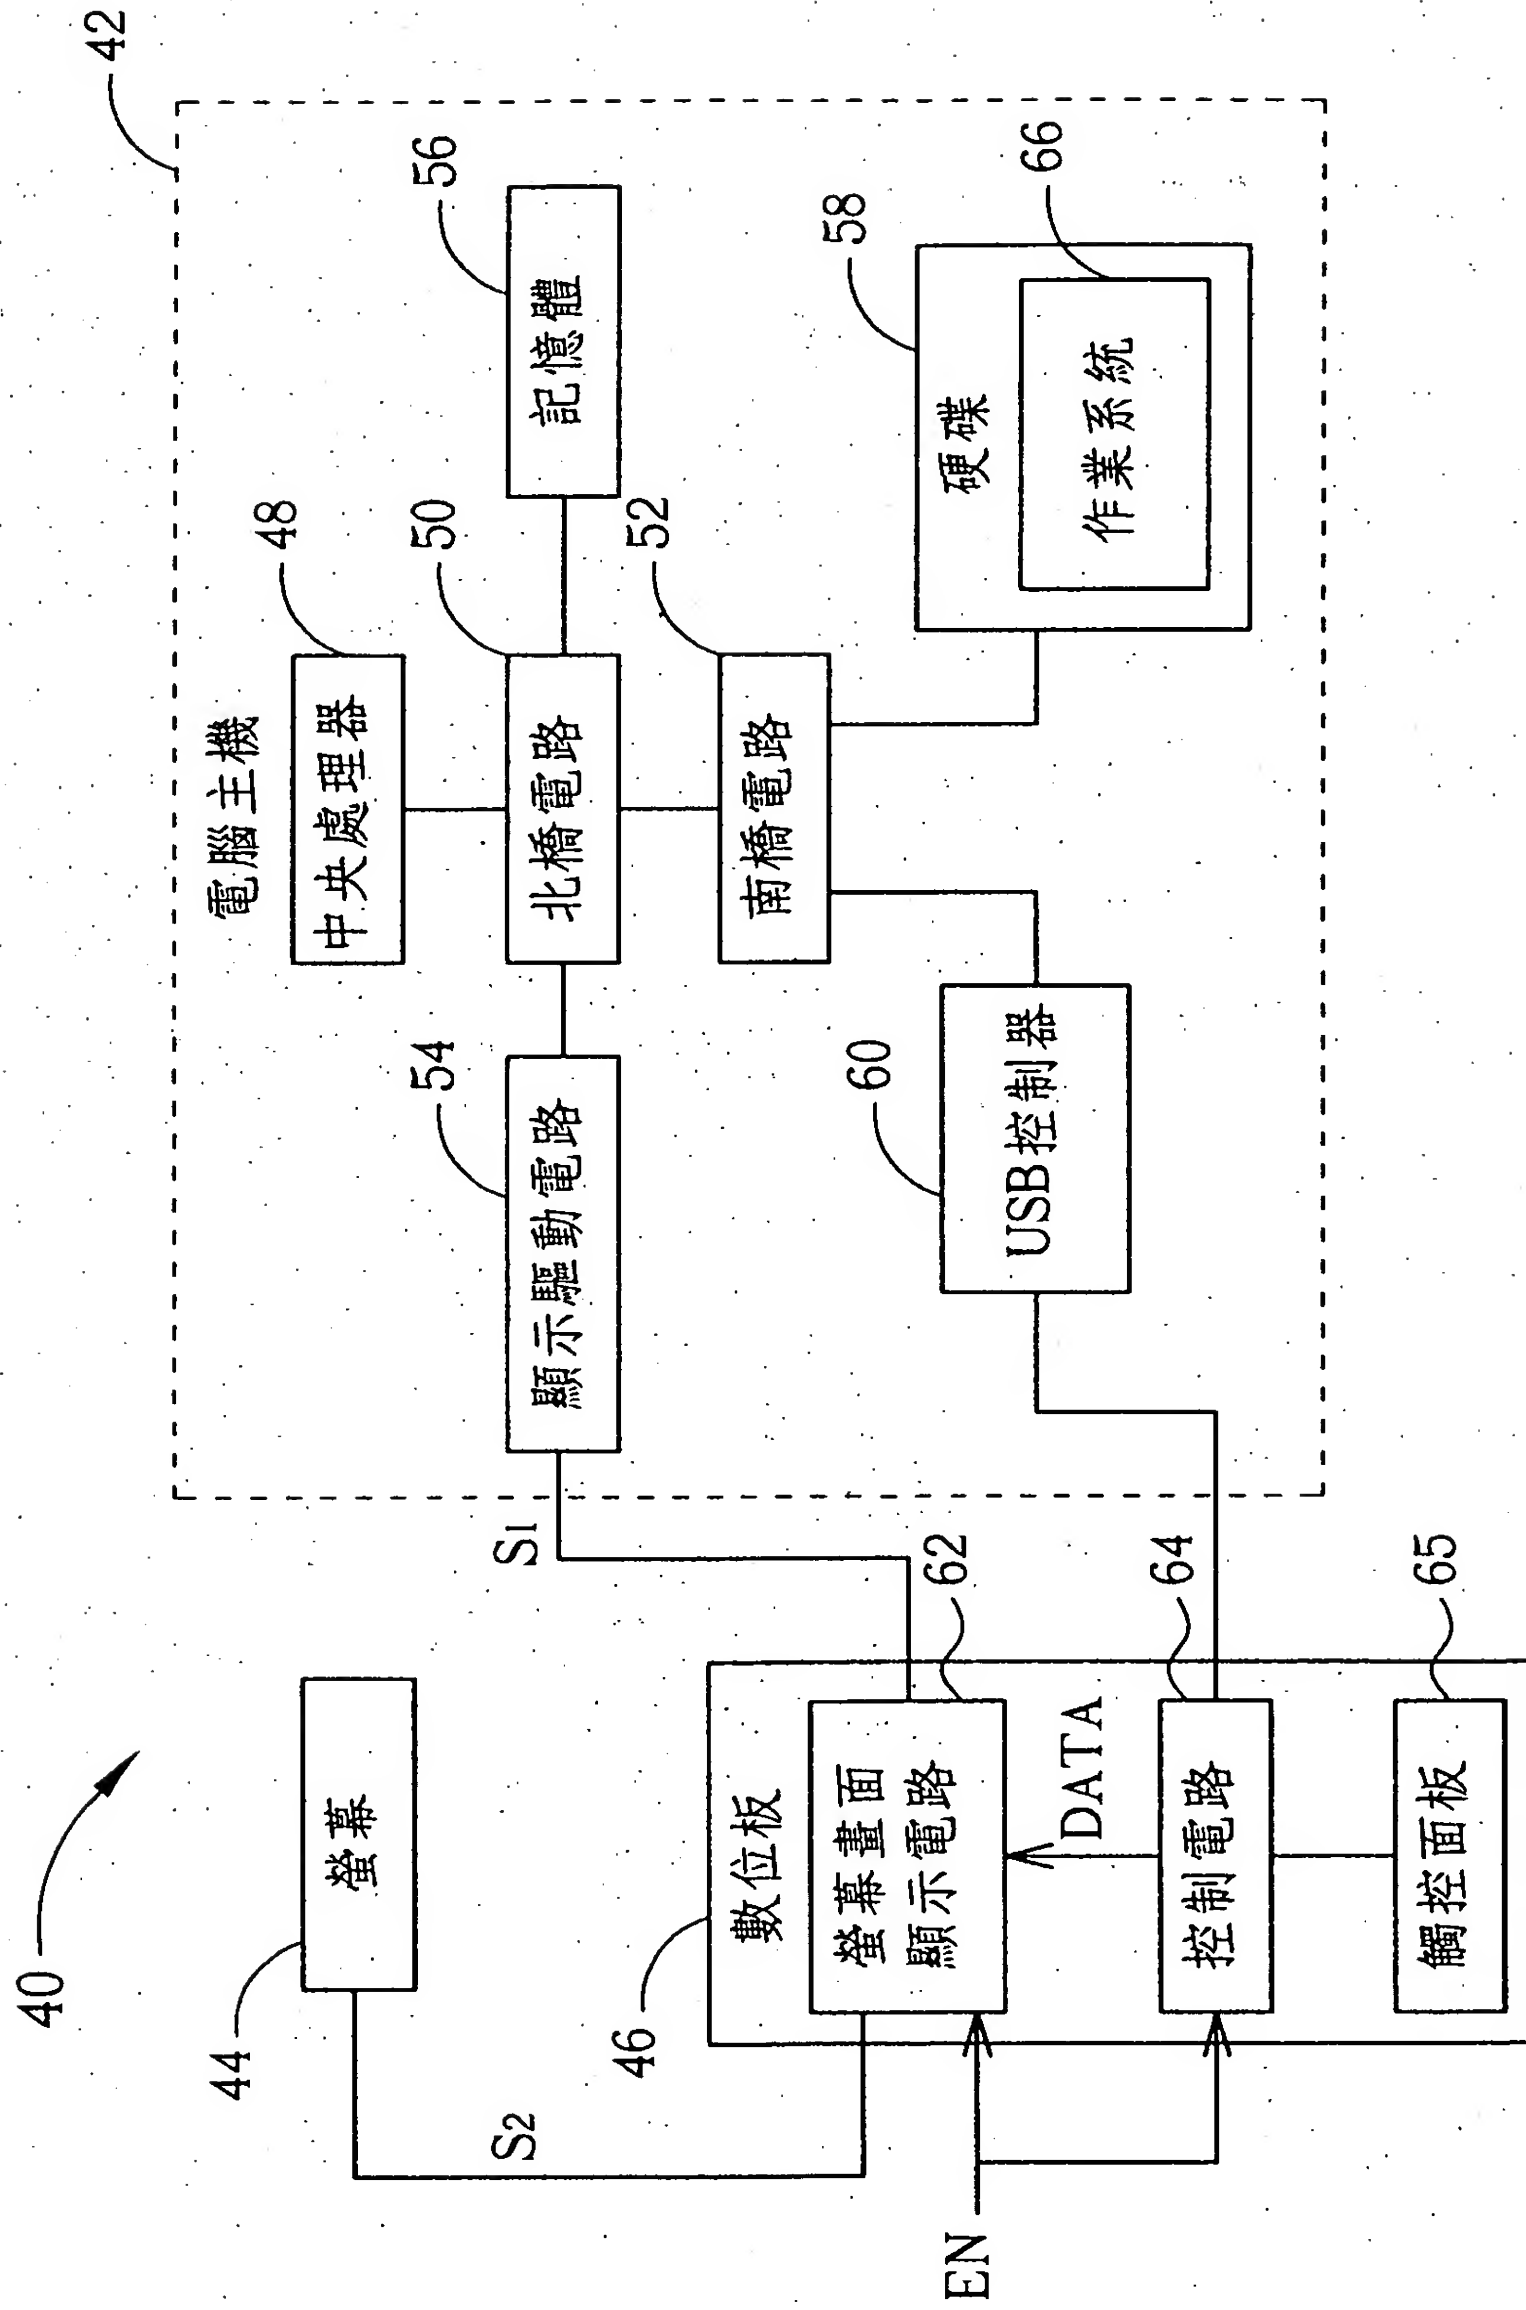 40
42
44
螢幕
S2
S1
電腦主機
中央處理器
48
顯示驅動電路
54
北橋電路
50
記憶體
56
南橋電路
52
46
數位板
螢幕畫面
顯示電路
62
EN
DATA
控制電路
64
觸控面板
65
USB控制器
60
硬碟
58
作業系統
66